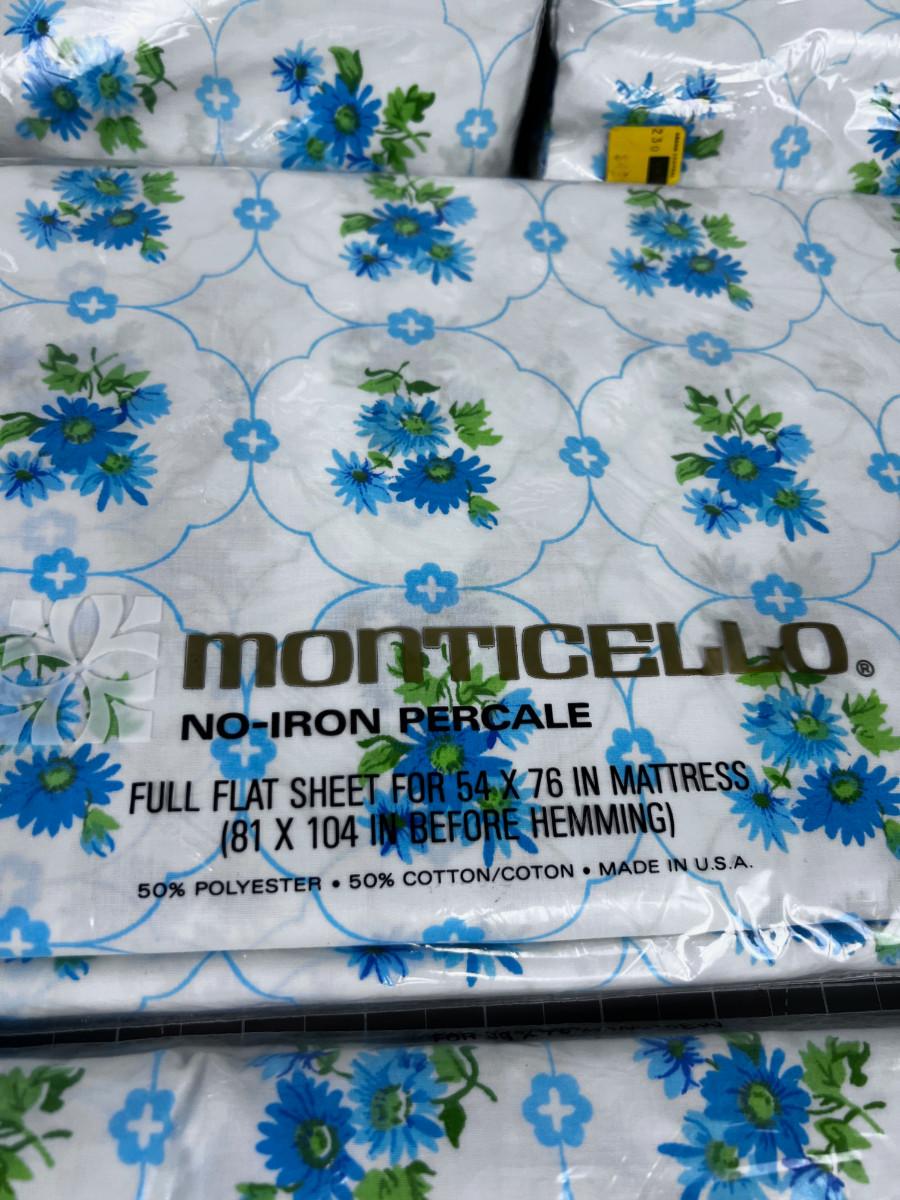 230
MONTICELLO®
NO-IRON PERCALE
FULL FLAT SHEET FOR 54 X 76 IN MATTRESS
(81 X 104 IN BEFORE HEMMING)
50% POLYESTER • 50% COTTON/COTON • MADE IN U.S.A.